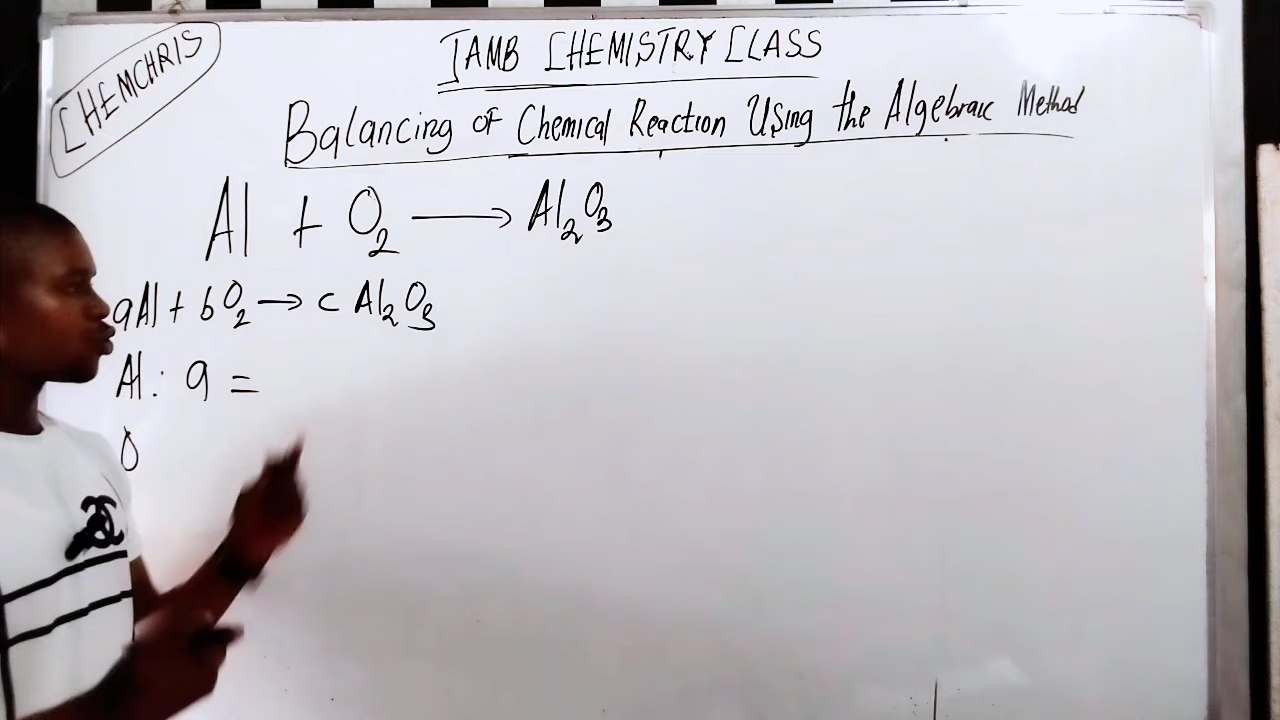 CHEMCHRIS
JAMB CHEMISTRY CLASS
Balancing of Chemical Reaction Using the Algebraic Method
Al + O₂ ⟶ Al₂O₃
aAl + bO₂ → c Al₂O₃
Al: a =
O